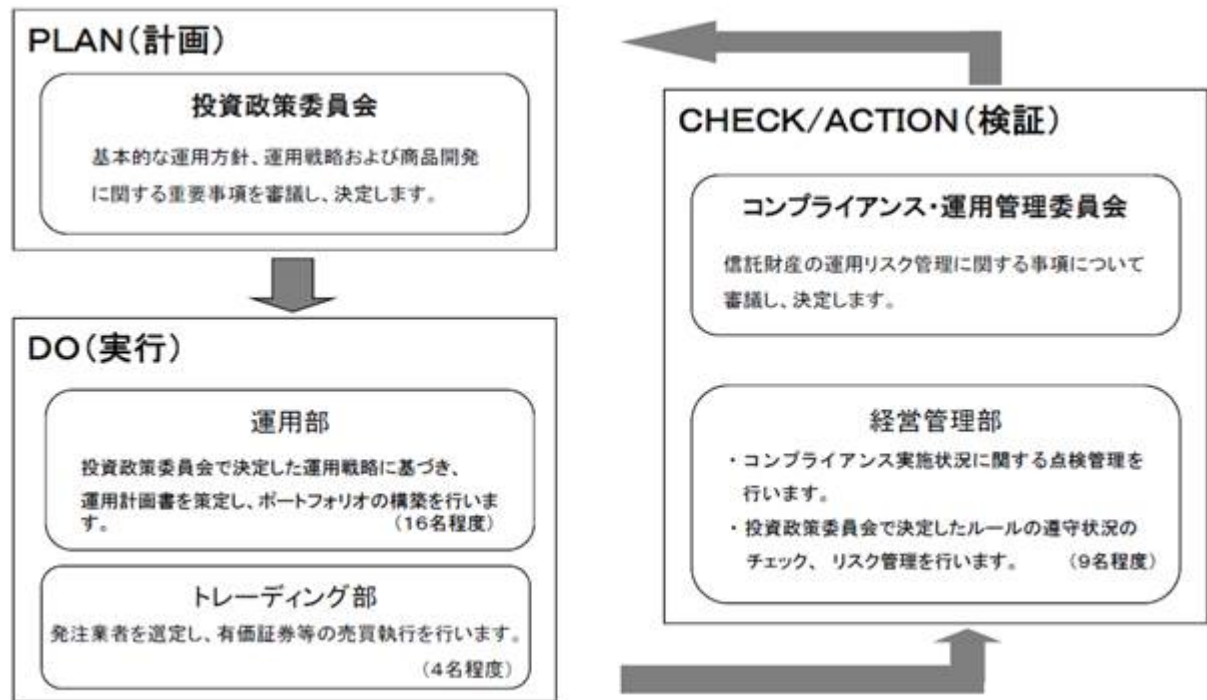 PLAN(計画)
投資政策委員会
基本的な運用方針、運用戦略および商品開発
に関する重要事項を審議し、決定します。
DO(実行)
運用部
投資政策委員会で決定した運用戦略に基づき、
運用計画書を策定し、ポートフォリオの構築を行いま
す。 (16名程度)
トレーディング部
発注業者を選定し、有価証券等の売買執行を行います。
(4名程度)
CHECK/ACTION(検証)
コンプライアンス・運用管理委員会
信託財産の運用リスク管理に関する事項について
審議し、決定します。
経営管理部
・コンプライアンス実施状況に関する点検管理を
行います。
・投資政策委員会で決定したルールの遵守状況の
チェック、 リスク管理を行います。 (9名程度)